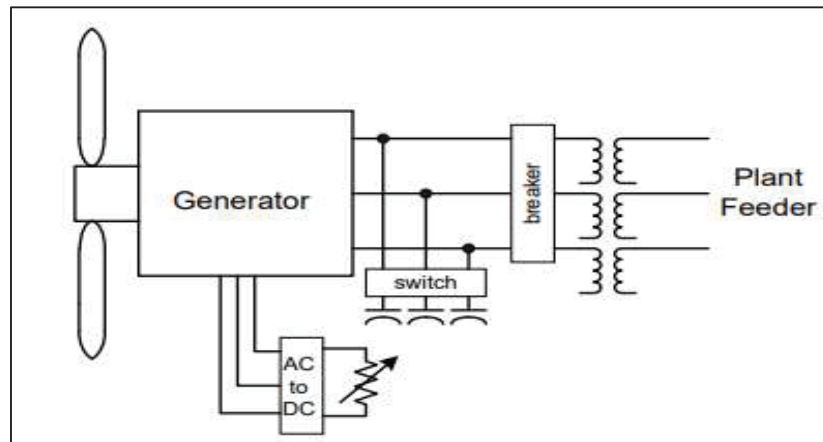 Generator
breaker
Plant
Feeder
switch
AC
to
DC